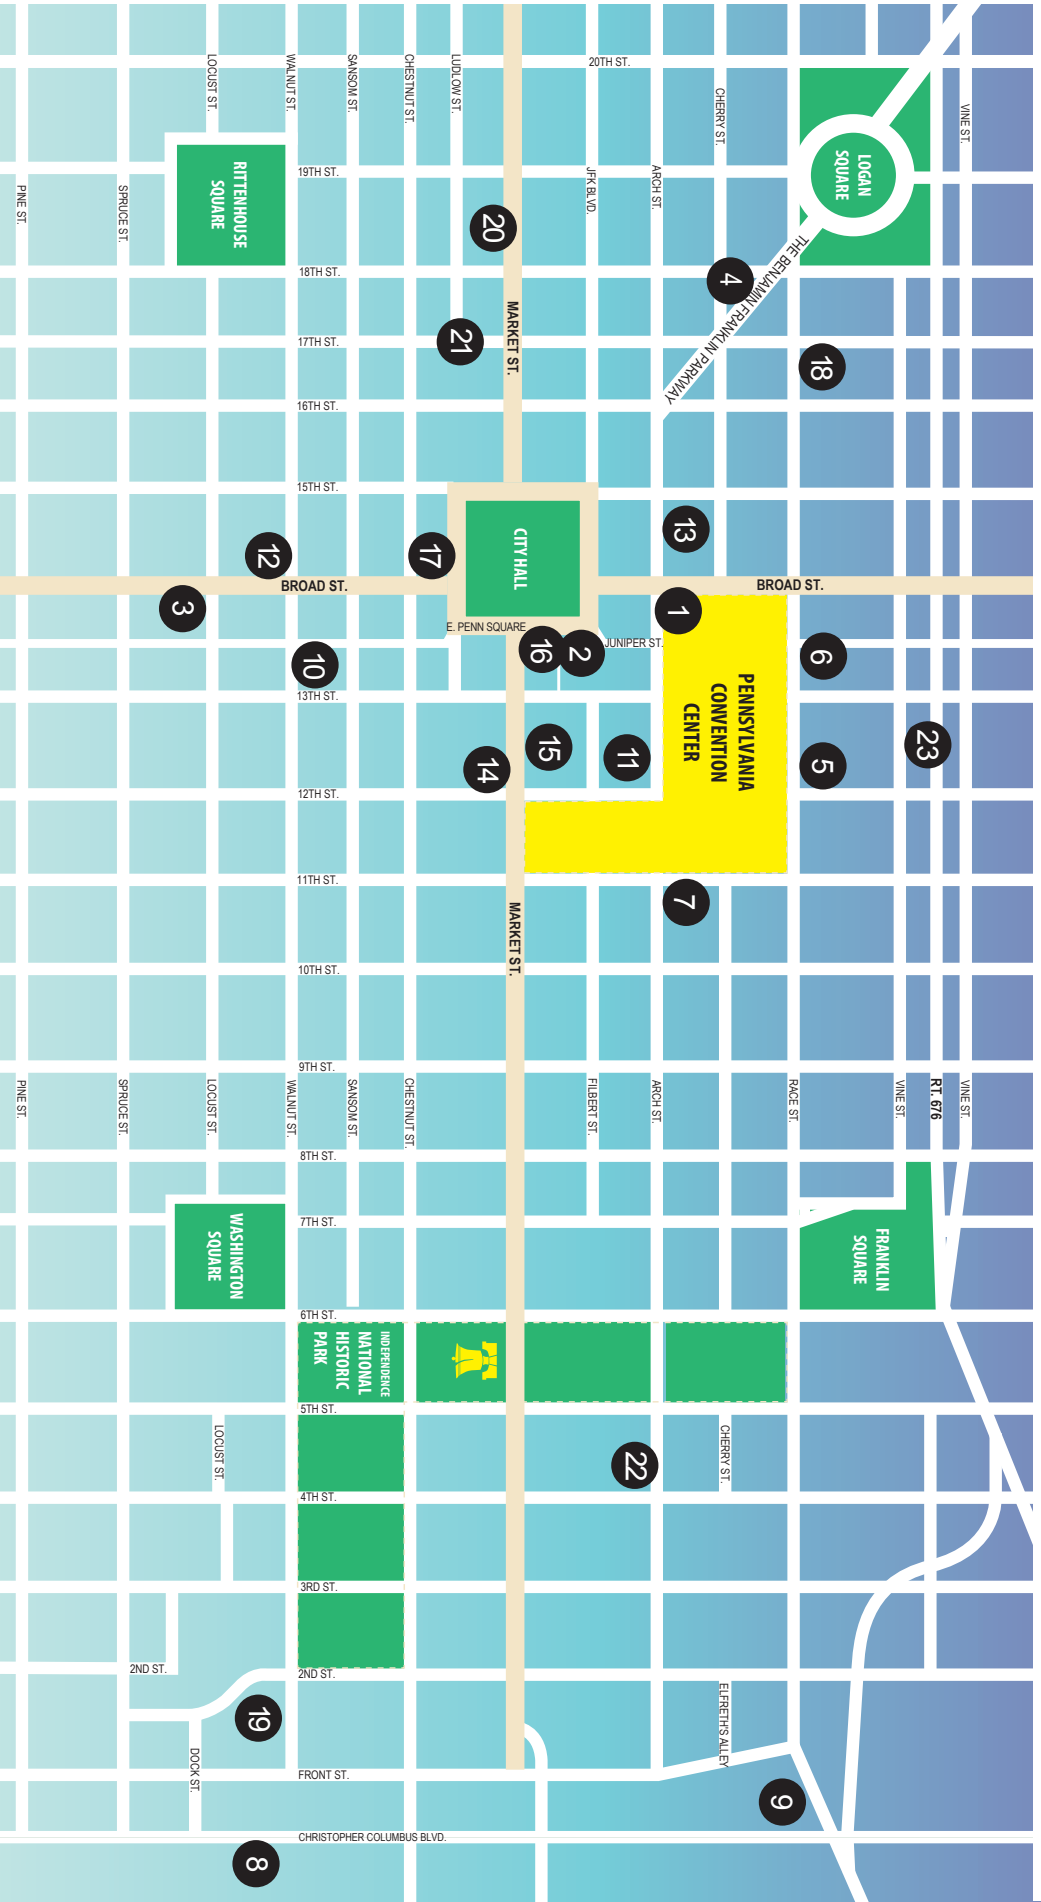 LOCUST ST.
WALNUT ST.
SANSOM ST.
CHESTNUT ST.
LUDLOW ST.
20TH ST.
CHERRY ST.
VINE ST.
LOGAN
SQUARE
RITTENHOUSE
SQUARE
19TH ST.
JFK BLVD.
ARCH ST.
PINE ST.
SPRUCE ST.
20
THE BENJAMIN FRANKLIN PARKWAY
18TH ST.
4
MARKET ST.
17TH ST.
21
18
16TH ST.
15TH ST.
CITY HALL
13
12
17
BROAD ST.
BROAD ST.
3
1
E. PENN SQUARE
JUNIPER ST.
16
2
6
10
13TH ST.
PENNSYLVANIA
CONVENTION
CENTER
23
15
11
14
5
12TH ST.
11TH ST.
7
MARKET ST.
10TH ST.
9TH ST.
PINE ST.
SPRUCE ST.
LOCUST ST.
WALNUT ST.
SANSOM ST.
CHESTNUT ST.
FILBERT ST.
ARCH ST.
RACE ST.
VINE ST.
RT. 676
VINE ST.
8TH ST.
WASHINGTON
SQUARE
7TH ST.
FRANKLIN
SQUARE
6TH ST.
INDEPENDENCE
NATIONAL
HISTORIC
PARK
5TH ST.
LOCUST ST.
22
CHERRY ST.
4TH ST.
3RD ST.
2ND ST.
2ND ST.
19
ELFRETH'S ALLEY
DOCK ST.
FRONT ST.
9
CHRISTOPHER COLUMBUS BLVD.
8